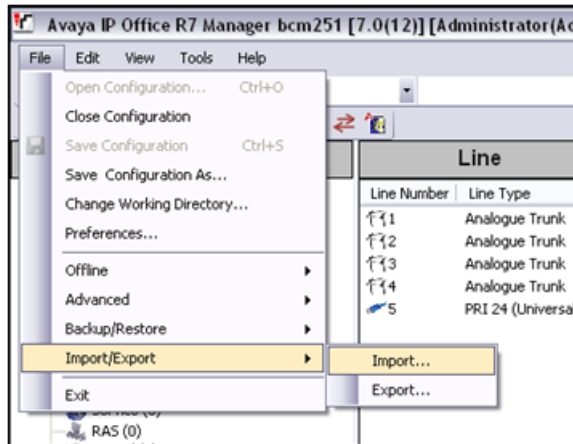 Avaya IP Office R7 Manager bcm251 [7.0(12)] [Administrator(Ad
File Edit View Tools Help
Open Configuration... Ctrl+O
Close Configuration
Save Configuration Ctrl+S
Save Configuration As...
Change Working Directory...
Preferences...
Offline
Advanced
Backup/Restore
Import/Export
Import...
Export...
Exit
RAS (0)
Line
Line Number Line Type
1 Analogue Trunk
2 Analogue Trunk
3 Analogue Trunk
4 Analogue Trunk
5 PRI 24 (Universa